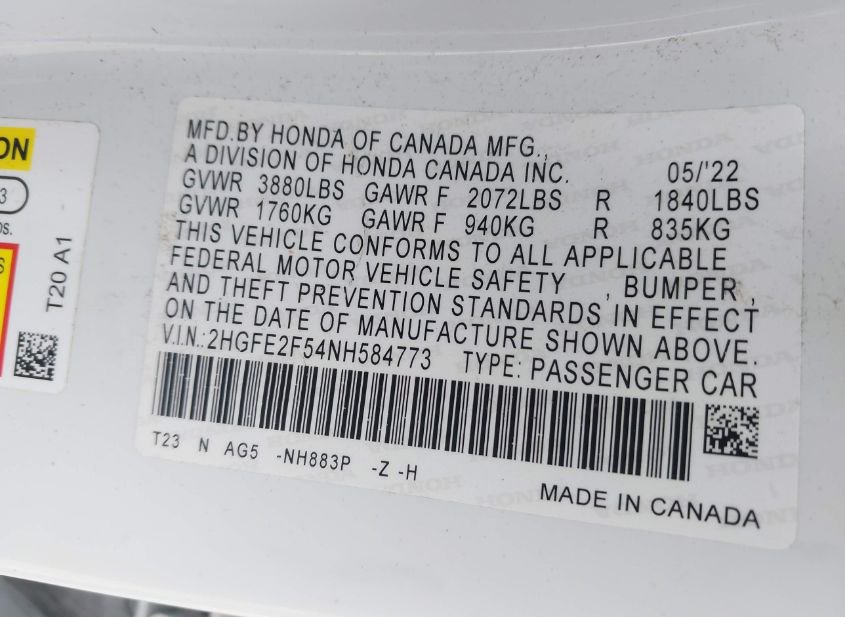 ON
3
OS.
S
T20 A1
MFD.BY HONDA OF CANADA MFG.,
A DIVISION OF HONDA CANADA INC. 05/'22
GVWR 3880LBS GAWR F 2072LBS R 1840LBS
GVWR 1760KG GAWR F 940KG R 835KG
THIS VEHICLE CONFORMS TO ALL APPLICABLE
FEDERAL MOTOR VEHICLE SAFETY , BUMPER ,
AND THEFT PREVENTION STANDARDS IN EFFECT
ON THE DATE OF MANUFACTURE SHOWN ABOVE.
V.I.N.:2HGFE2F54NH584773 TYPE: PASSENGER CAR
T23 N AG5 -NH883P -Z -H
MADE IN CANADA